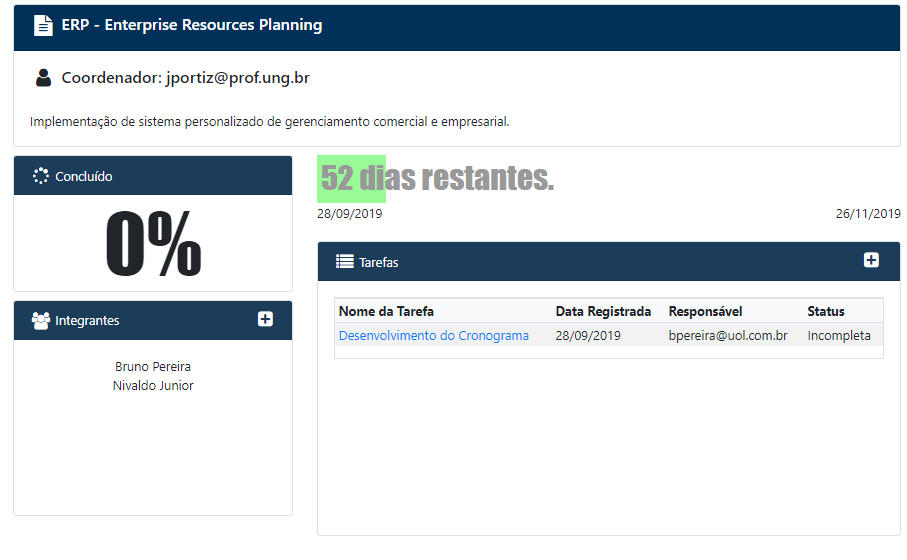 ERP - Enterprise Resources Planning
Coordenador: jportiz@prof.ung.br
Implementação de sistema personalizado de gerenciamento comercial e empresarial.
Concluído
0%
Integrantes
Bruno Pereira
Nivaldo Junior
52 dias restantes.
28/09/2019 26/11/2019
Tarefas
Nome da Tarefa Data Registrada Responsável Status
Desenvolvimento do Cronograma 28/09/2019 bpereira@uol.com.br Incompleta